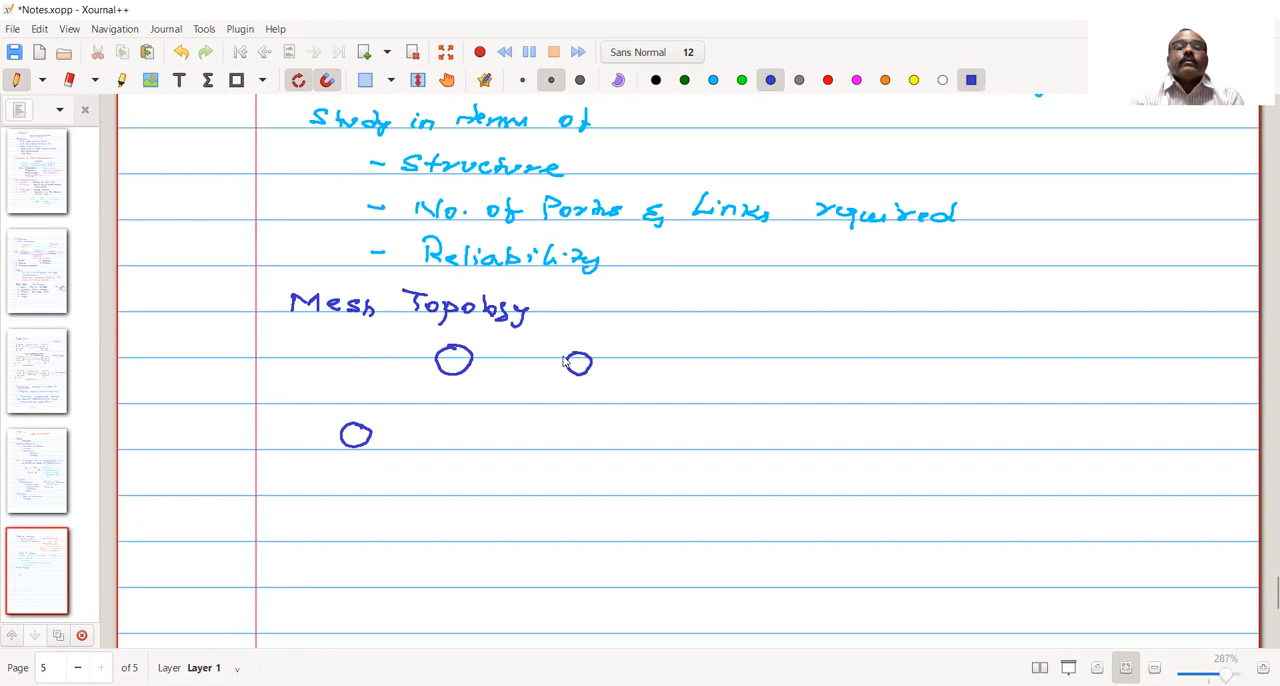 *Notes.xopp - Xournal++
File Edit View Navigation Journal Tools Plugin Help
Sans Normal 12
Study in terms of
- Structure
- No. of Ports & Links required
- Reliability
Mesh Topology
Page 5 of 5 Layer Layer 1 287%